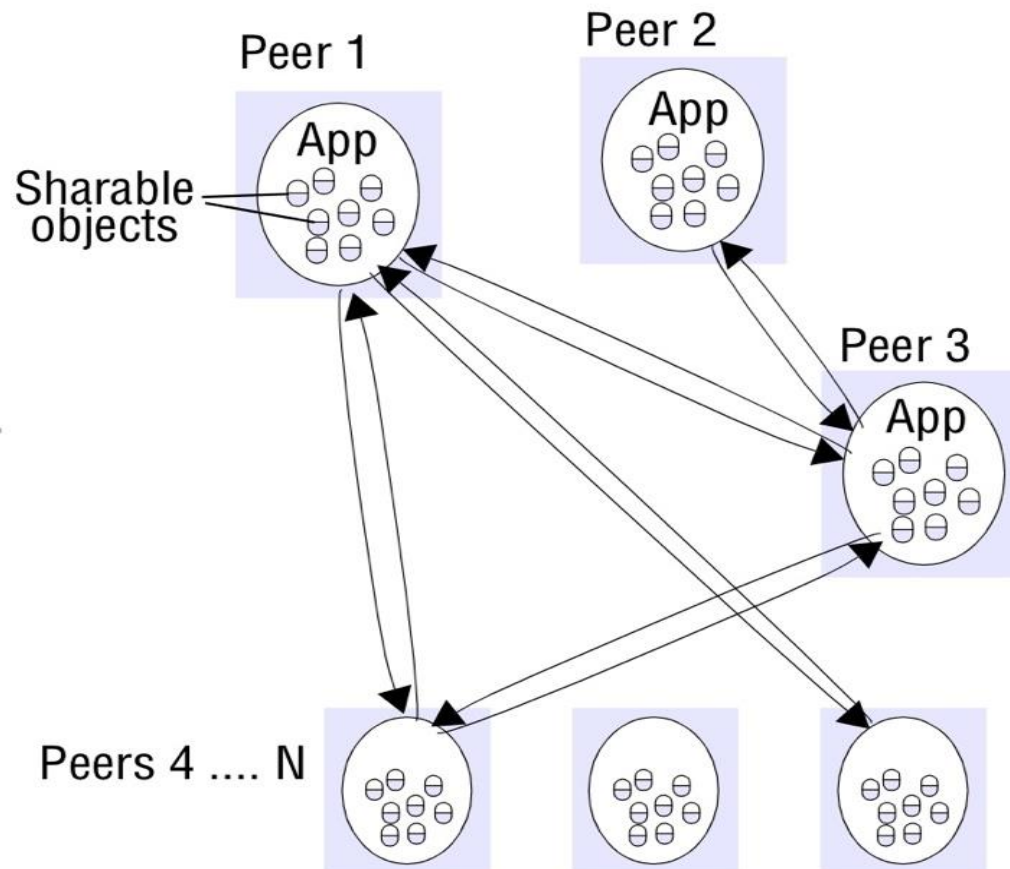 Peer 1
Peer 2
App
App
Sharable
objects
Peer 3
App
Peers 4 .... N